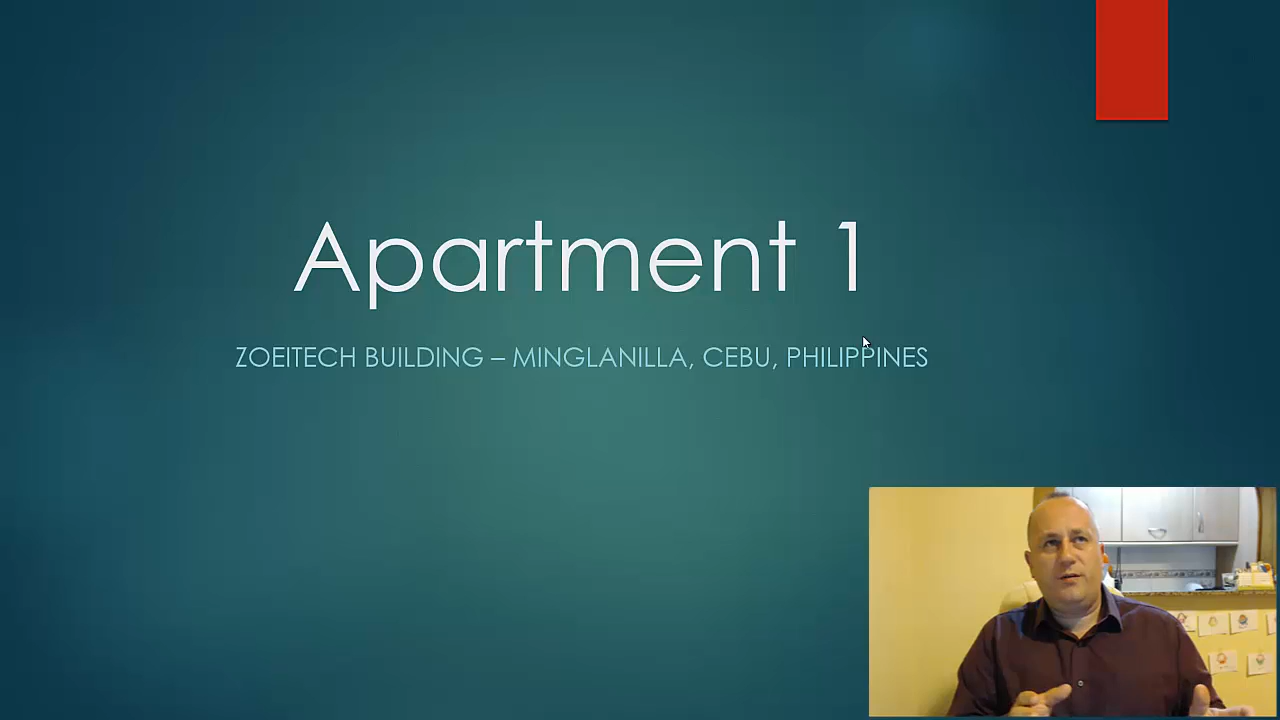 Apartment 1
ZOEITECH BUILDING – MINGLANILLA, CEBU, PHILIPPINES